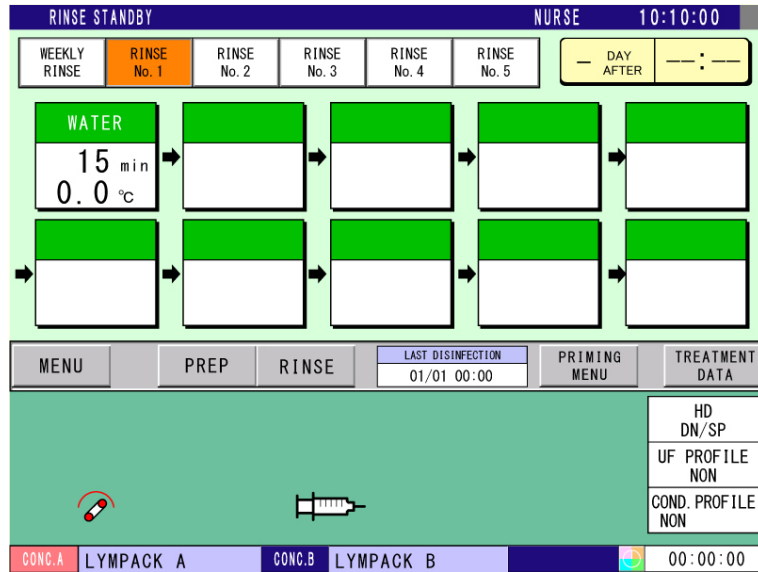 RINSE STANDBY NURSE 10:10:00
WEEKLY RINSE
RINSE No. 1
RINSE No. 2
RINSE No. 3
RINSE No. 4
RINSE No. 5
– DAY AFTER
––:––
WATER
15 min
0.0 ℃
MENU
PREP
RINSE
LAST DISINFECTION
01/01 00:00
PRIMING MENU
TREATMENT DATA
HD
DN/SP
UF PROFILE
NON
COND. PROFILE
NON
CONC.A LYMPACK A CONC.B LYMPACK B 00:00:00